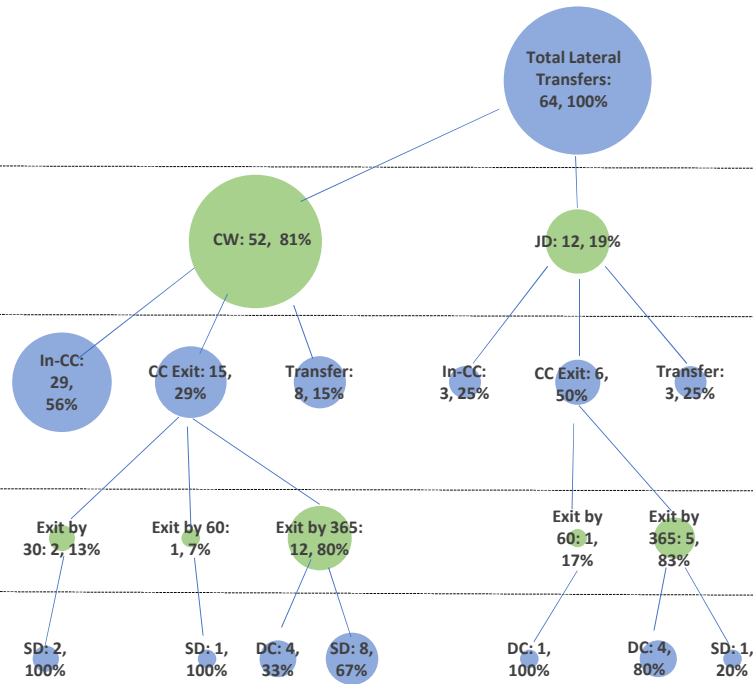 Total Lateral
Transfers:
64, 100%
CW: 52, 81%
JD: 12, 19%
In-CC:
29,
56%
CC Exit: 15,
29%
Transfer:
8, 15%
In-CC:
3, 25%
CC Exit: 6,
50%
Transfer:
3, 25%
Exit by
30: 2, 13%
Exit by 60:
1, 7%
Exit by 365:
12, 80%
Exit by
60: 1,
17%
Exit by
365: 5,
83%
SD: 2,
100%
SD: 1,
100%
DC: 4,
33%
SD: 8,
67%
DC: 1,
100%
DC: 4,
80%
SD: 1,
20%